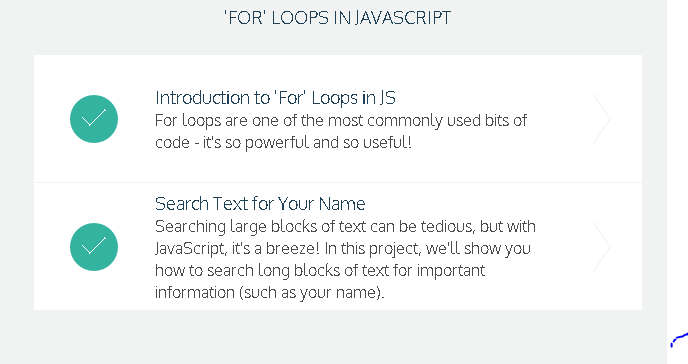 'FOR' LOOPS IN JAVASCRIPT
Introduction to 'For' Loops in JS
For loops are one of the most commonly used bits of
code - it's so powerful and so useful!
Search Text for Your Name
Searching large blocks of text can be tedious, but with
JavaScript, it's a breeze! In this project, we'll show you
how to search long blocks of text for important
information (such as your name).